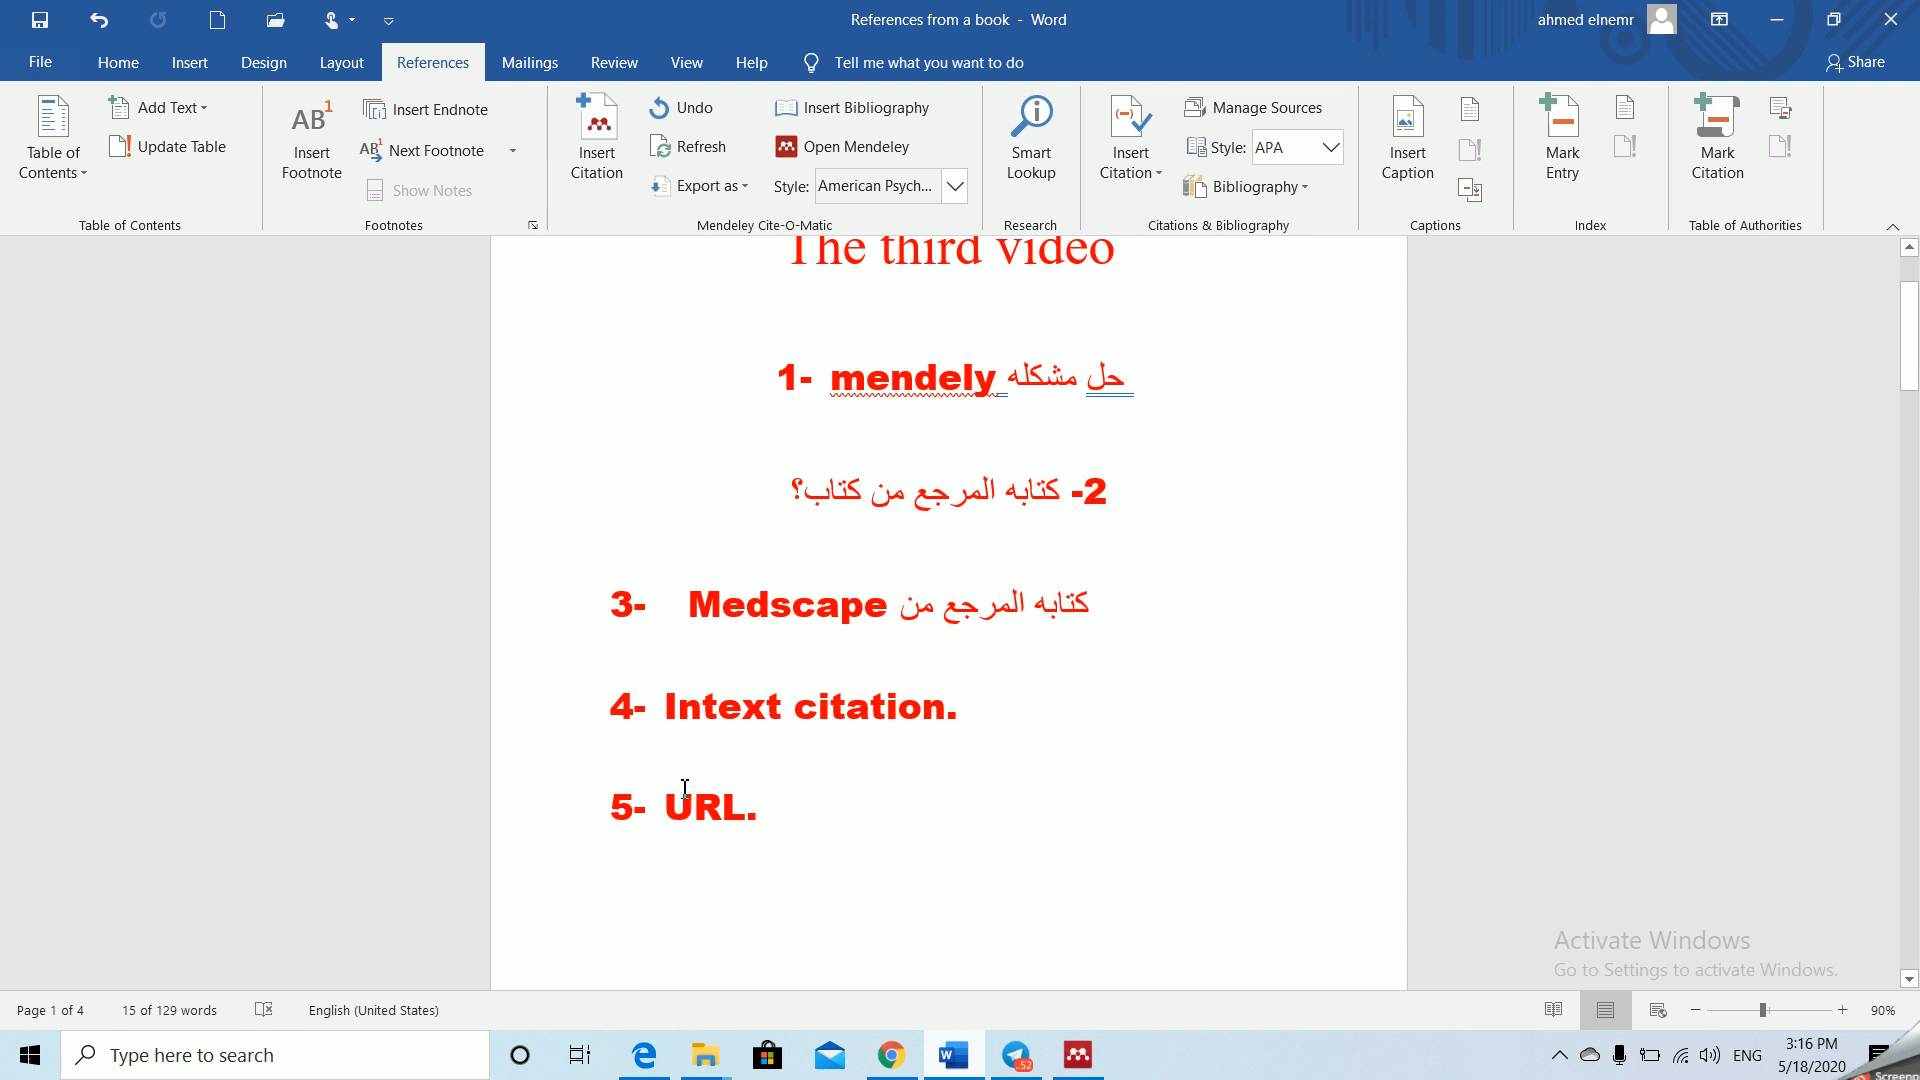 References from a book - Word
ahmed elnemr
File Home Insert Design Layout References Mailings Review View Help Tell me what you want to do Share
Table of Contents
Add Text
Update Table
Table of Contents
AB1
Insert Footnote
Insert Endnote
AB1 Next Footnote
Show Notes
Footnotes
Insert Citation
Undo
Refresh
Export as
Insert Bibliography
Open Mendeley
Style: American Psych...
Mendeley Cite-O-Matic
Smart Lookup
Research
Insert Citation
Manage Sources
Style: APA
Bibliography
Citations & Bibliography
Insert Caption
Captions
Mark Entry
Index
Mark Citation
Table of Authorities
The third video
1- mendely حل مشكله
2- كتابه المرجع من كتاب؟
3- Medscape كتابه المرجع من
4- Intext citation.
5- URL.
Activate Windows
Go to Settings to activate Windows.
Page 1 of 4 15 of 129 words English (United States) 90%
Type here to search
..52
ENG
3:16 PM
5/18/2020